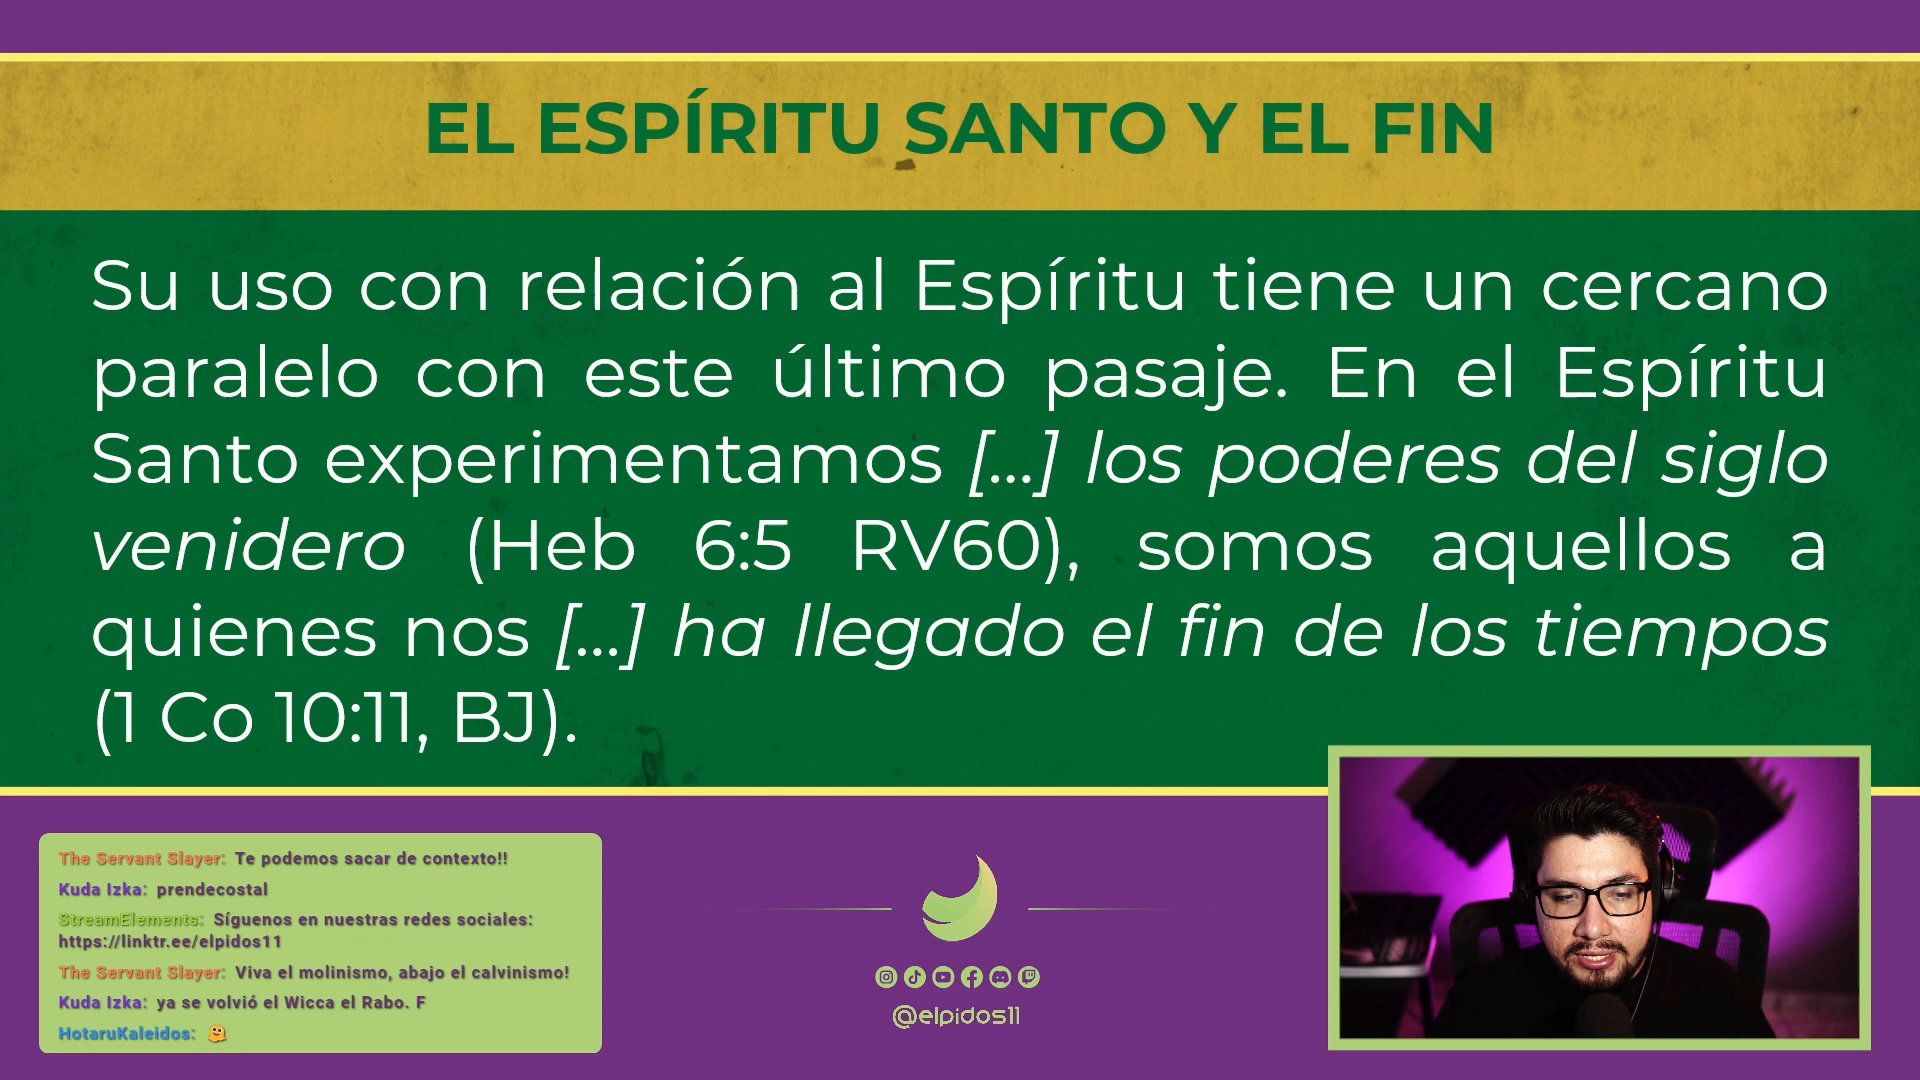 EL ESPÍRITU SANTO Y EL FIN
Su uso con relación al Espíritu tiene un cercano
paralelo con este último pasaje. En el Espíritu
Santo experimentamos [...] los poderes del siglo
venidero (Heb 6:5 RV60), somos aquellos a
quienes nos [...] ha llegado el fin de los tiempos
(1 Co 10:11, BJ).
The Servant Slayer: Te podemos sacar de contexto!!
Kuda Izka: prendecostal
StreamElements: Síguenos en nuestras redes sociales:
https://linktr.ee/elpidos11
The Servant Slayer: Viva el molinismo, abajo el calvinismo!
Kuda Izka: ya se volvió el Wicca el Rabo. F
HotaruKaleidos: 🫠
@elpidos11